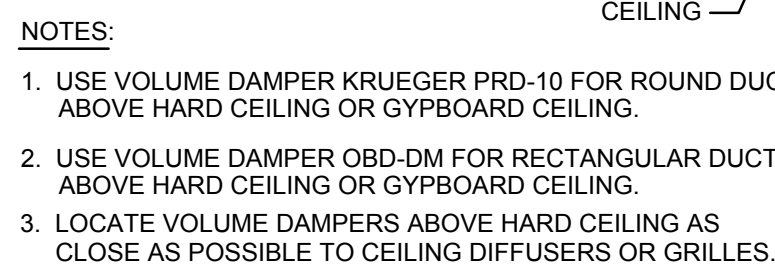 CEILING
NOTES:
1. USE VOLUME DAMPER KRUEGER PRD-10 FOR ROUND
ABOVE HARD CEILING OR GYPBOARD CEILING.
2. USE VOLUME DAMPER OBD-DM FOR RECTANGULAR DUCT
ABOVE HARD CEILING OR GYPBOARD CEILING.
3. LOCATE VOLUME DAMPERS ABOVE HARD CEILING AS
CLOSE AS POSSIBLE TO CEILING DIFFUSERS OR GRILLES.